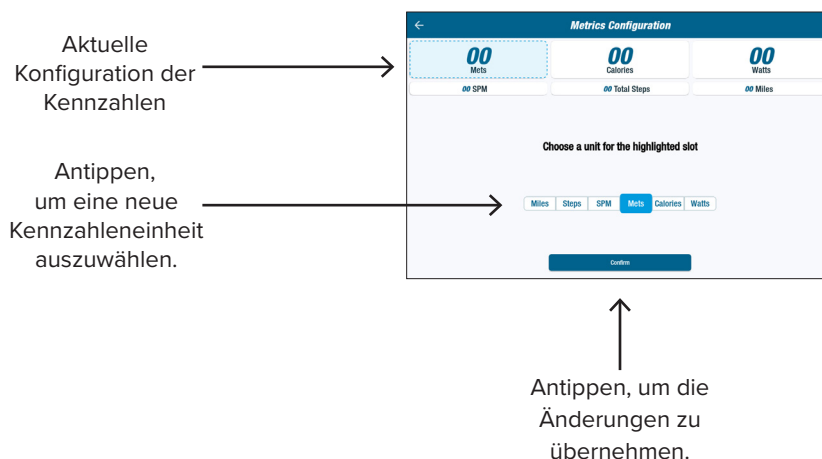 Aktuelle
Konfiguration der
Kennzahlen
Antippen,
um eine neue
Kennzahleneinheit
auszuwählen.
Metrics Configuration
00 00 00
Mets Calories Watts
00 SPM 00 Total Steps 00 Miles
Choose a unit for the highlighted slot
Miles Steps SPM Mets Calories Watts
Confirm
Antippen, um die
Änderungen zu
übernehmen.